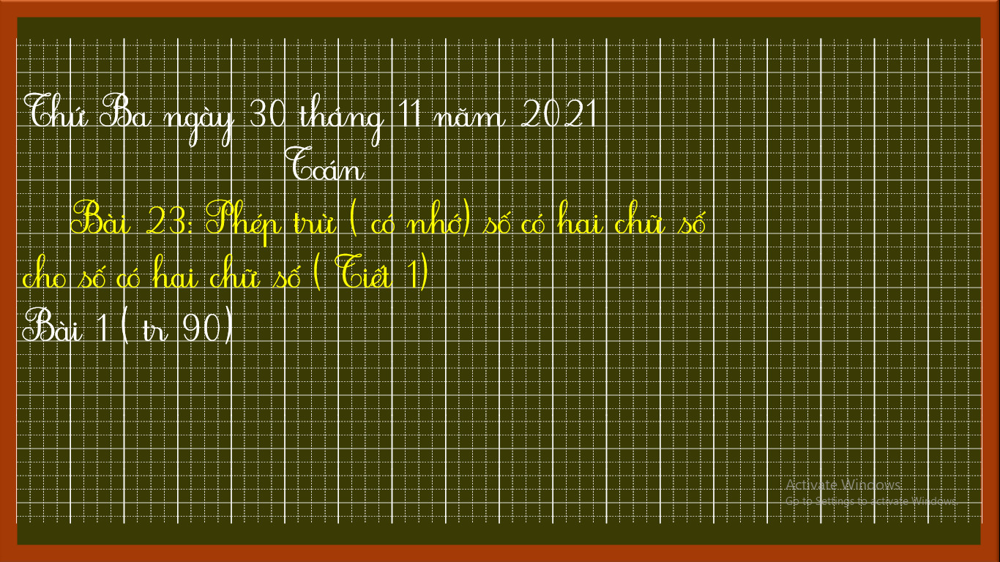 Thứ Ba ngày 30 tháng 11 năm 2021
Toán
Bài 23: Phép trừ ( có nhớ) số có hai chữ số
cho số có hai chữ số ( Tiết 1)
Bài 1 ( tr 90)
Activate Windows
Go to Settings to activate Windows.